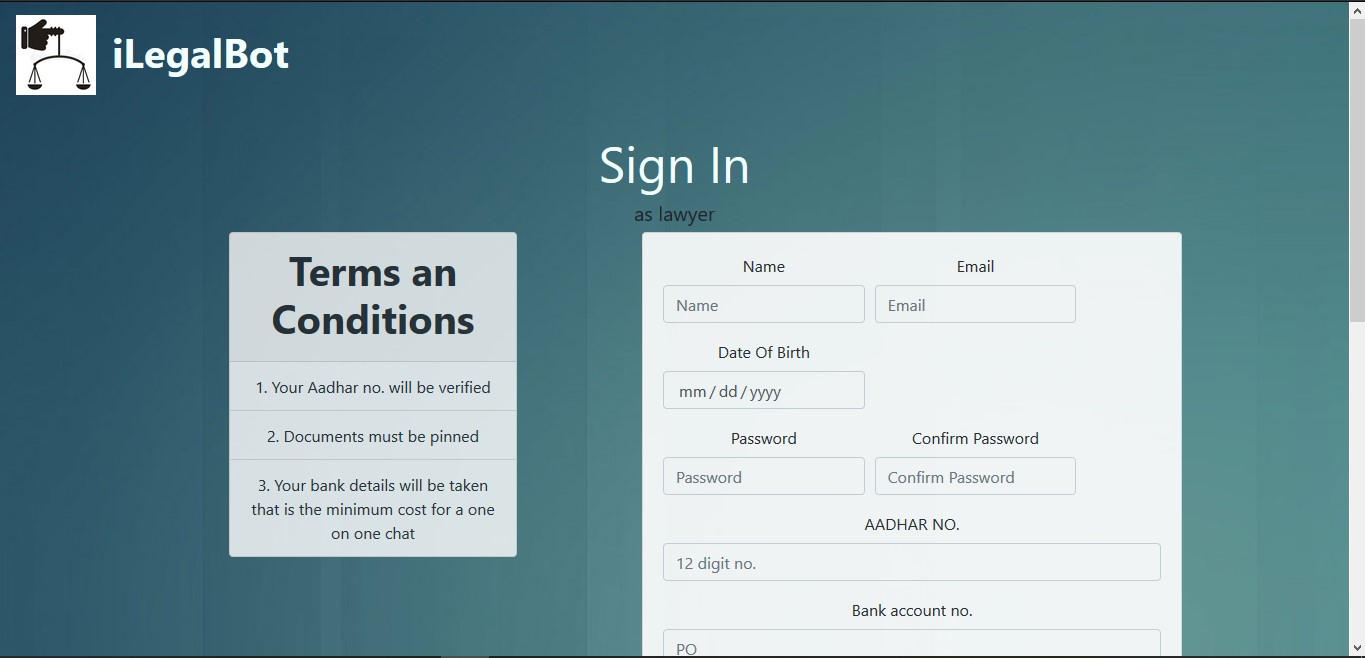 iLegalBot
Sign In
as lawyer
Terms an
Conditions
1. Your Aadhar no. will be verified
2. Documents must be pinned
3. Your bank details will be taken
that is the minimum cost for a one
on one chat
Name Email
Name Email
Date Of Birth
mm/dd/yyyy
Password Confirm Password
Password Confirm Password
AADHAR NO.
12 digit no.
Bank account no.
PO